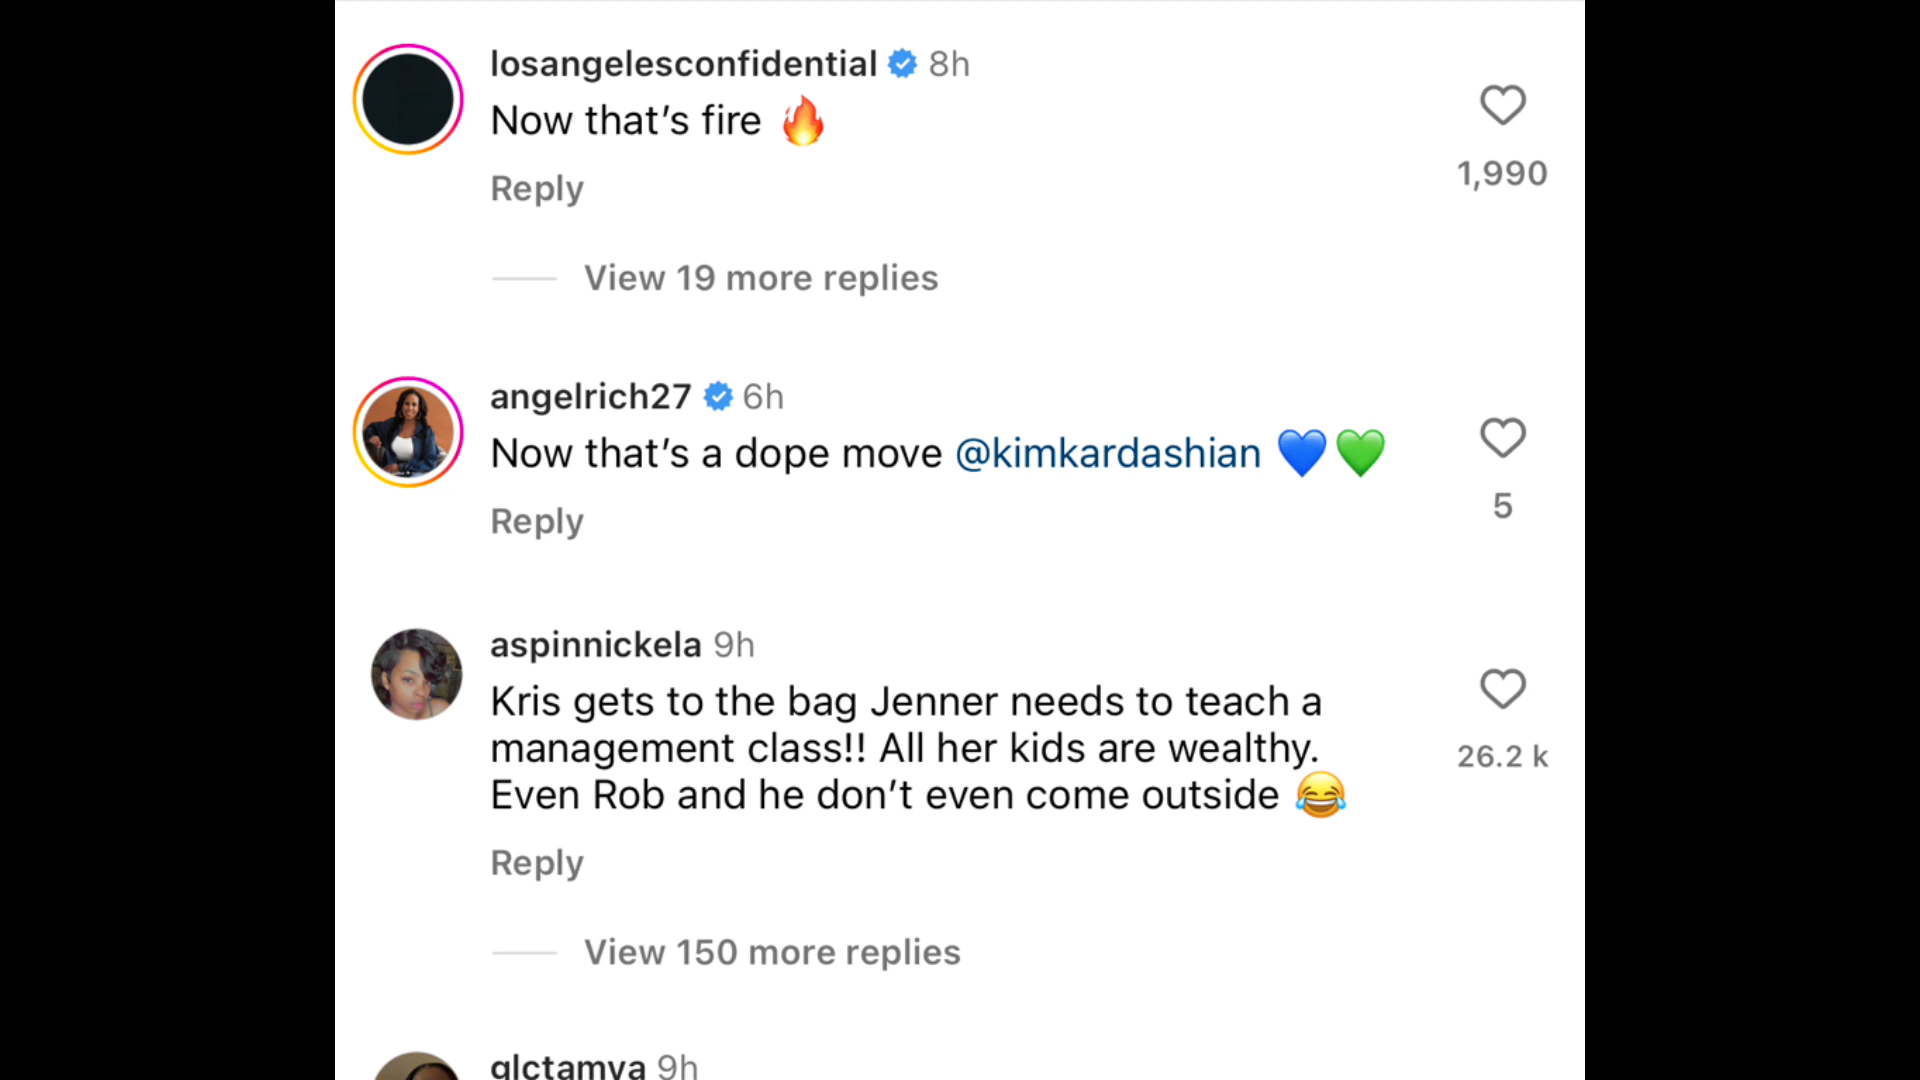 losangelesconfidential 8h
Now that’s fire 🔥
1,990
Reply
View 19 more replies
angelrich27 6h
Now that’s a dope move @kimkardashian 💙💚
5
Reply
aspinnickela 9h
Kris gets to the bag Jenner needs to teach a
management class!! All her kids are wealthy.
Even Rob and he don’t even come outside 😂
26.2 k
Reply
View 150 more replies
glctamya 9h